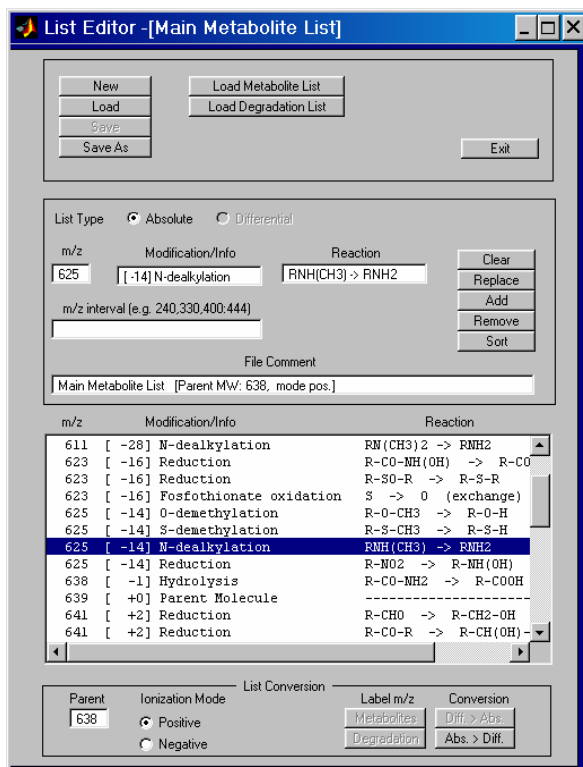 List Editor -[Main Metabolite List]
New
Load Metabolite List
Load
Load Degradation List
Save
Save As
Exit
List Type Absolute Differential
m/z Modification/Info Reaction
625 [ -14] N-dealkylation RNH(CH3) -> RNH2
Clear
Replace
Add
Remove
Sort
m/z interval (e.g. 240,330,400:444)
File Comment
Main Metabolite List [Parent MW: 638, mode pos.]
m/z Modification/Info Reaction
611 [ -28] N-dealkylation RN(CH3)2 -> RNH2
623 [ -16] Reduction R-CO-NH(OH) -> R-CO
623 [ -16] Reduction R-SO-R -> R-S-R
623 [ -16] Fosfothionate oxidation S -> O (exchange)
625 [ -14] O-demethylation R-O-CH3 -> R-O-H
625 [ -14] S-demethylation R-S-CH3 -> R-S-H
625 [ -14] N-dealkylation RNH(CH3) -> RNH2
625 [ -14] Reduction R-NO2 -> R-NH(OH)
638 [ -1] Hydrolysis R-CO-NH2 -> R-COOH
639 [ +0] Parent Molecule --------------------
641 [ +2] Reduction R-CHO -> R-CH2-OH
641 [ +2] Reduction R-CO-R -> R-CH(OH)-
List Conversion
Parent Ionization Mode Label m/z Conversion
638 Positive Metabolites Diff. > Abs.
Negative Degradation Abs. > Diff.